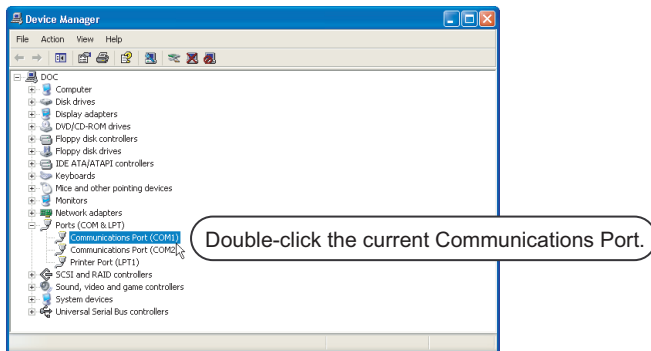 Device Manager
File Action View Help
DOC
Computer
Disk drives
Display adapters
DVD/CD-ROM drives
Floppy disk controllers
Floppy disk drives
IDE ATA/ATAPI controllers
Keyboards
Mice and other pointing devices
Monitors
Network adapters
Ports (COM & LPT)
Communications Port (COM1)
Communications Port (COM2)
Printer Port (LPT1)
SCSI and RAID controllers
Sound, video and game controllers
System devices
Universal Serial Bus controllers
Double-click the current Communications Port.